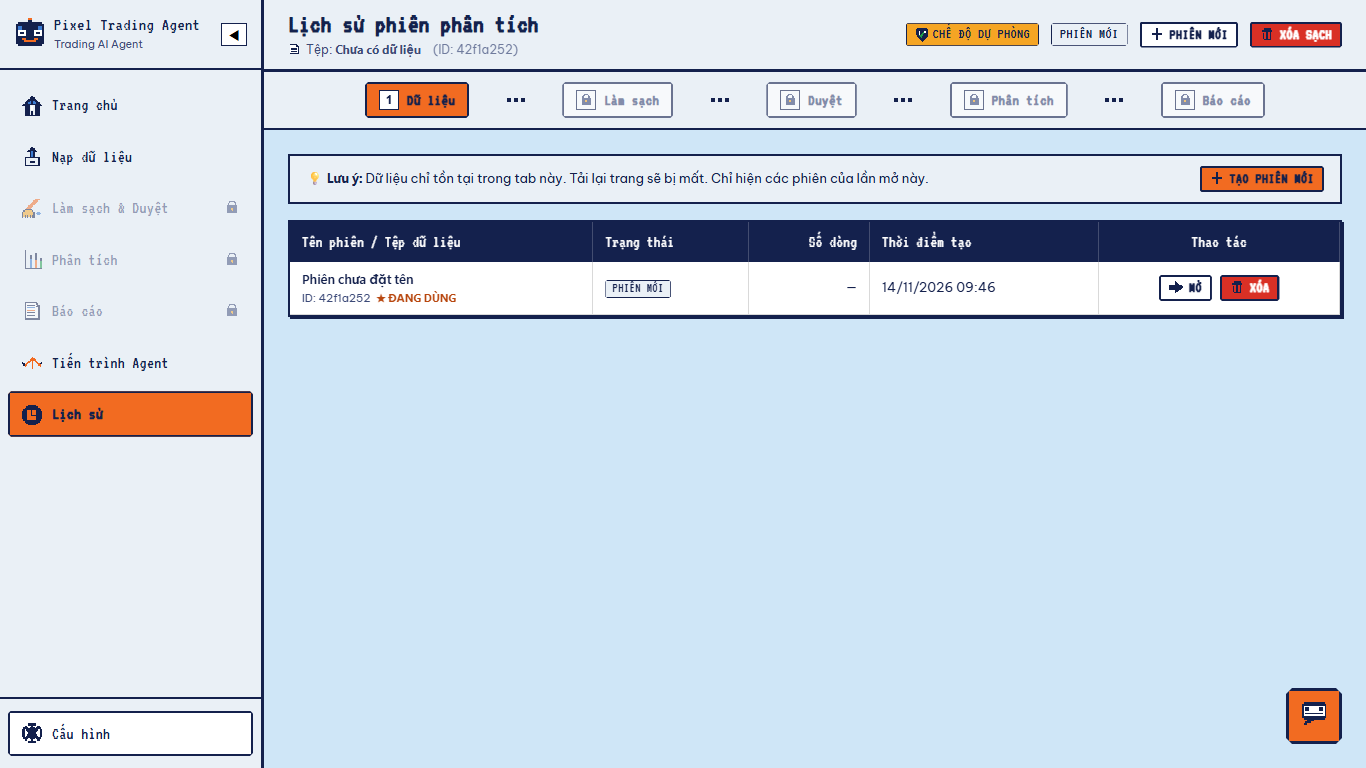 Pixel Trading Agent
Trading AI Agent
Trang chủ
Nạp dữ liệu
Làm sạch & Duyệt
Phân tích
Báo cáo
Tiến trình Agent
Lịch sử
Cấu hình
Lịch sử phiên phân tích
Tệp: Chưa có dữ liệu (ID: 42f1a252)
CHẾ ĐỘ DỰ PHÒNG
PHIÊN MỚI
PHIÊN MỚI
XÓA SẠCH
1 Dữ liệu
Làm sạch
Duyệt
Phân tích
Báo cáo
Lưu ý: Dữ liệu chỉ tồn tại trong tab này. Tải lại trang sẽ bị mất. Chỉ hiện các phiên của lần mở này.
TẠO PHIÊN MỚI
Tên phiên / Tệp dữ liệu Trạng thái Số dòng Thời điểm tạo Thao tác
Phiên chưa đặt tên
ID: 42f1a252 ★ ĐANG DÙNG
PHIÊN MỚI
—
14/11/2026 09:46
MỞ
XÓA